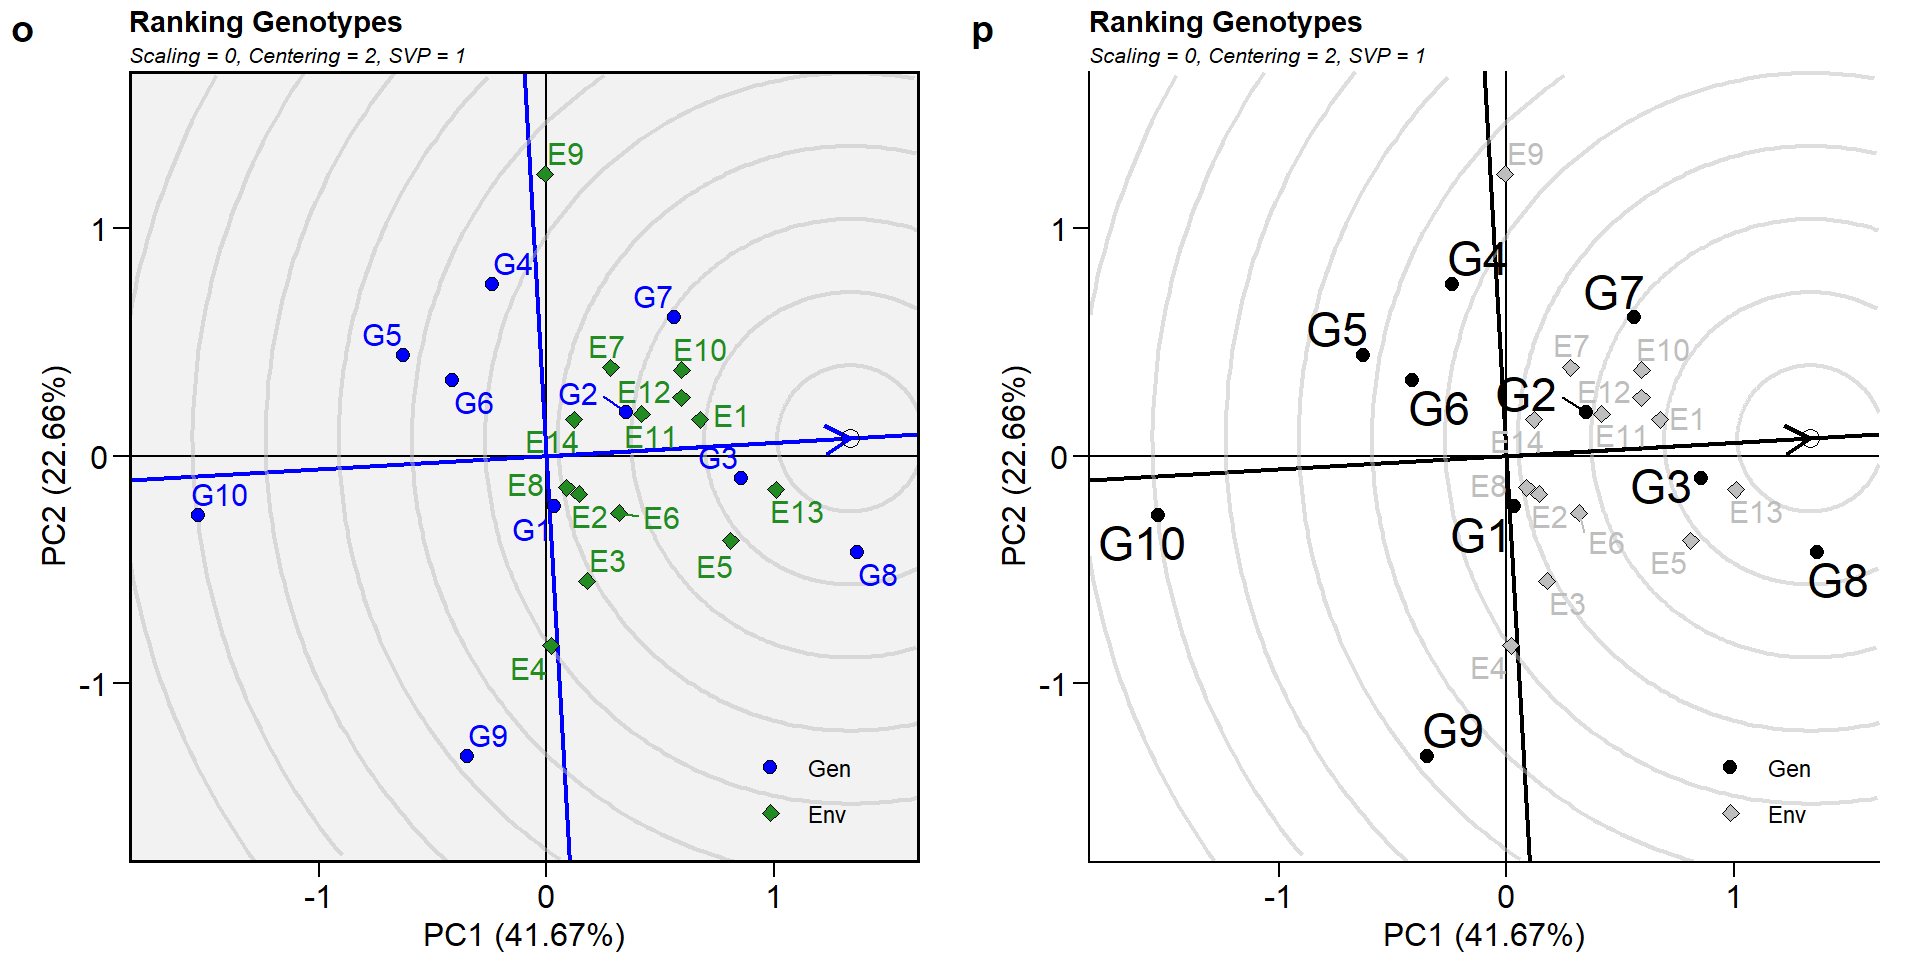 o
Ranking Genotypes
Scaling = 0, Centering = 2, SVP = 1
E9
1
G4
G7
G5
E7
E10
G6
G2
E12
E1
E14
E11
0
G3
G10
E8
E13
G1
E2
E6
E3
E5
G8
E4
-1
G9
Gen
Env
-1
0
1
PC1 (41.67%)
PC2 (22.66%)
p
Ranking Genotypes
Scaling = 0, Centering = 2, SVP = 1
E9
1
G4
G7
G5
E7
E10
G6
G2
E12
E1
E14
E11
0
G3
E8
E13
G10
G1
E2
E6
E5
G8
E3
E4
-1
G9
Gen
Env
-1
0
1
PC1 (41.67%)
PC2 (22.66%)